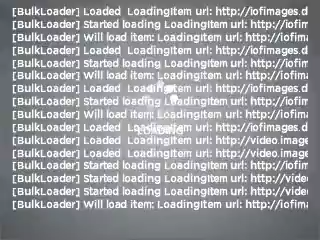 [BulkLoader] Loaded  LoadingItem url: http://iofimages.d
[BulkLoader] Started loading LoadingItem url: http://iofim
[BulkLoader] Will load item: LoadingItem url: http://iofima
[BulkLoader] Loaded  LoadingItem url: http://iofimages.d
[BulkLoader] Started loading LoadingItem url: http://iofim
[BulkLoader] Will load item: LoadingItem url: http://iofima
[BulkLoader] Loaded  LoadingItem url: http://iofimages.d
[BulkLoader] Started loading LoadingItem url: http://iofim
[BulkLoader] Will load item: LoadingItem url: http://iofima
[BulkLoader] Loaded  LoadingItem url: http://iofimages.d
LOADING
[BulkLoader] Loaded  LoadingItem url: http://video.image
[BulkLoader] Loaded  LoadingItem url: http://video.image
[BulkLoader] Started loading LoadingItem url: http://iofim
[BulkLoader] Started loading LoadingItem url: http://vide
[BulkLoader] Started loading LoadingItem url: http://vide
[BulkLoader] Will load item: LoadingItem url: http://iofima